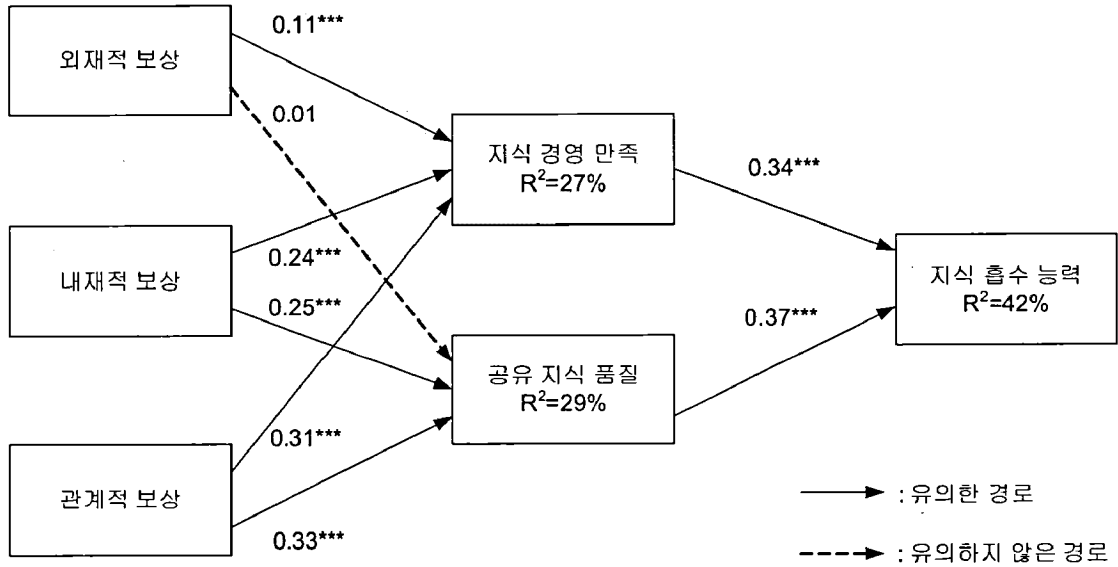 0.11***
외재적 보상
0.01
지식 경영 만족
R²=27%
0.34***
0.24***
내재적 보상
0.25***
지식 흡수 능력
R²=42%
0.37***
공유 지식 품질
R²=29%
0.31***
관계적 보상
0.33***
: 유의한 경로
: 유의하지 않은 경로